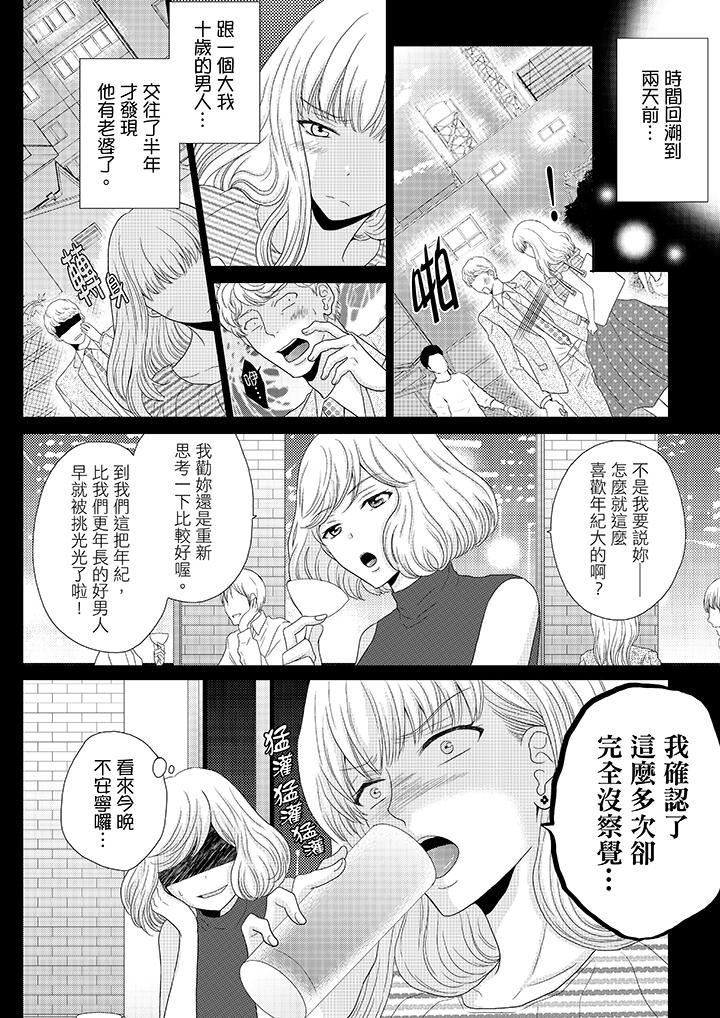 時間回溯到
兩天前…
！
啪
跟一個大我
十歲的男人…
交往了半年
才發現
他有老婆了。
咿…
不是我要説妳──
怎麼就這麼
喜歡年紀大的啊？
我勸妳還是重新
思考一下比較好喔。
到我們這把年紀，
比我們更年長的好男人
早就被挑光光了啦！
我確認了
這麼多次卻
完全沒察覺…
猛灌猛灌猛灌
看來今晚
不安寧囉…